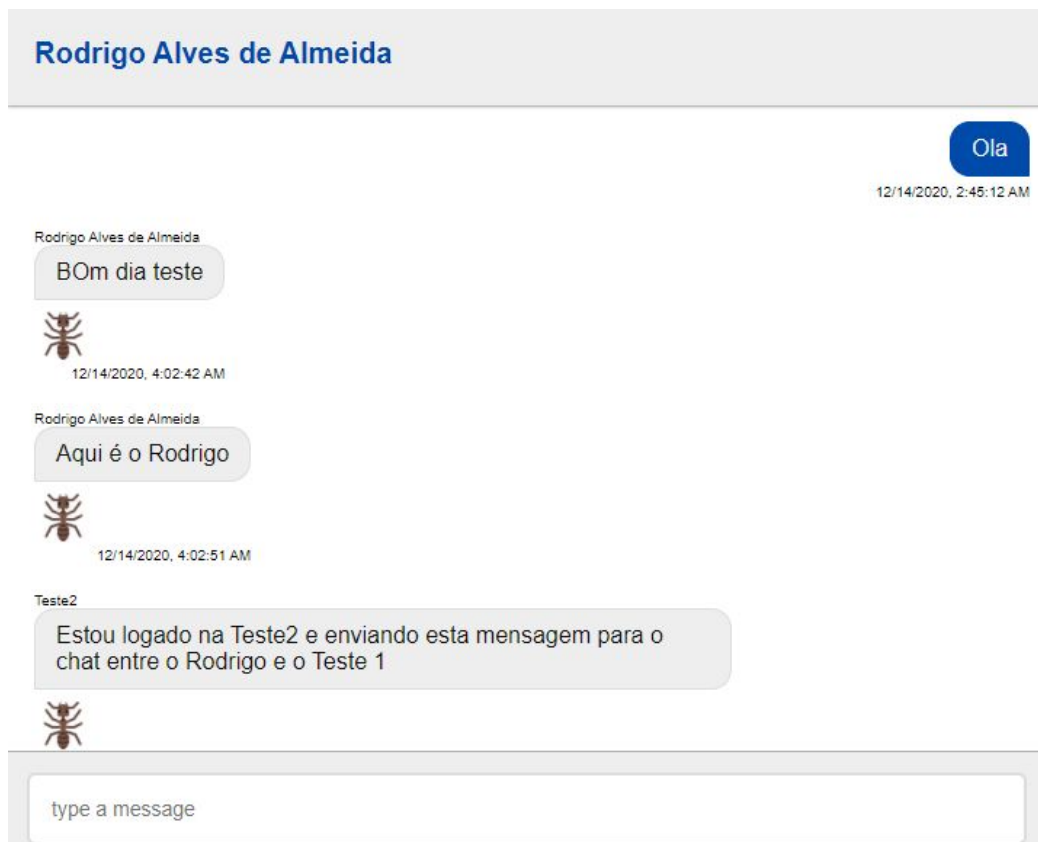 Rodrigo Alves de Almeida
Ola
12/14/2020, 2:45:12 AM
Rodrigo Alves de Almeida
BOm dia teste
12/14/2020, 4:02:42 AM
Rodrigo Alves de Almeida
Aqui é o Rodrigo
12/14/2020, 4:02:51 AM
Teste2
Estou logado na Teste2 e enviando esta mensagem para o
chat entre o Rodrigo e o Teste 1
type a message